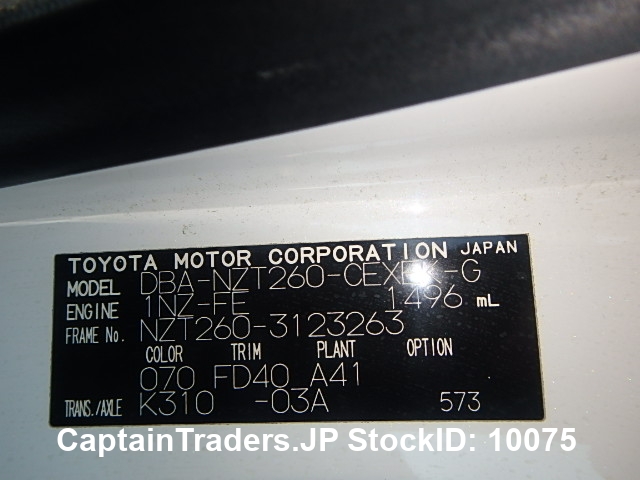 TOYOTA MOTOR CORPORATION JAPAN
MODEL
ENGINE 1NZ-FE 1496 mL
FRAME No. NZT260-3123263
COLOR TRIM PLANT OPTION
070 FD40 A41
TRANS./AXLE K310 -03A 573
CaptainTraders.JP StockID: 10075